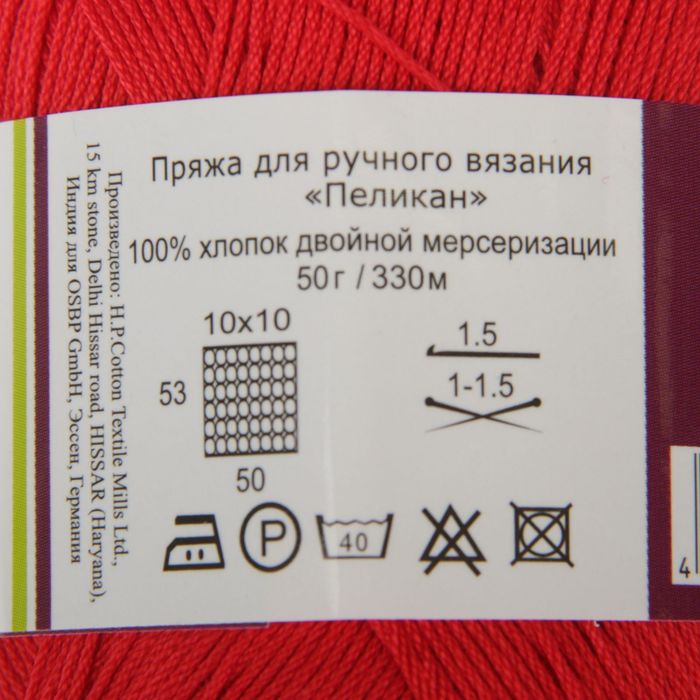 Пряжа для ручного вязания
«Пеликан»
100% хлопок двойной мерсеризации
50г / 330м
10x10
53
50
1.5
1-1.5
P
40
Произведено: H.P.Cotton Textile Mills Ltd.,
15 km stone, Delhi Hissar road, HISSAR (Haryana),
Индия для OSBP GmbH, Эссен, Германия
4